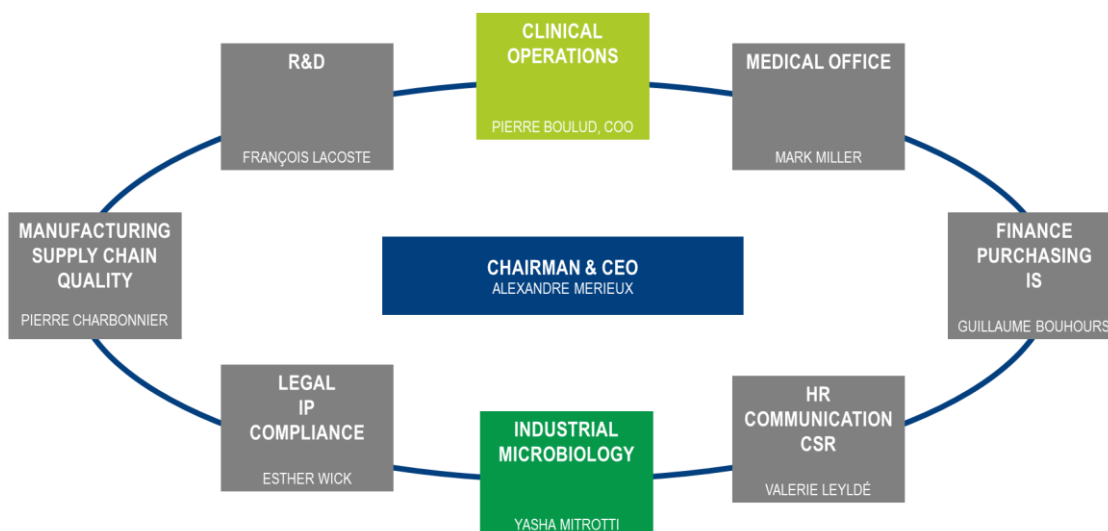 CLINICAL
OPERATIONS
PIERRE BOULUD, COO
R&D
FRANÇOIS LACOSTE
MEDICAL OFFICE
MARK MILLER
MANUFACTURING
SUPPLY CHAIN
QUALITY
PIERRE CHARBONNIER
CHAIRMAN & CEO
ALEXANDRE MERIEUX
FINANCE
PURCHASING
IS
GUILLAUME BOUHOURS
LEGAL
IP
COMPLIANCE
ESTHER WICK
INDUSTRIAL
MICROBIOLOGY
YASHA MITROTTI
HR
COMMUNICATION
CSR
VALERIE LEYLDÉ